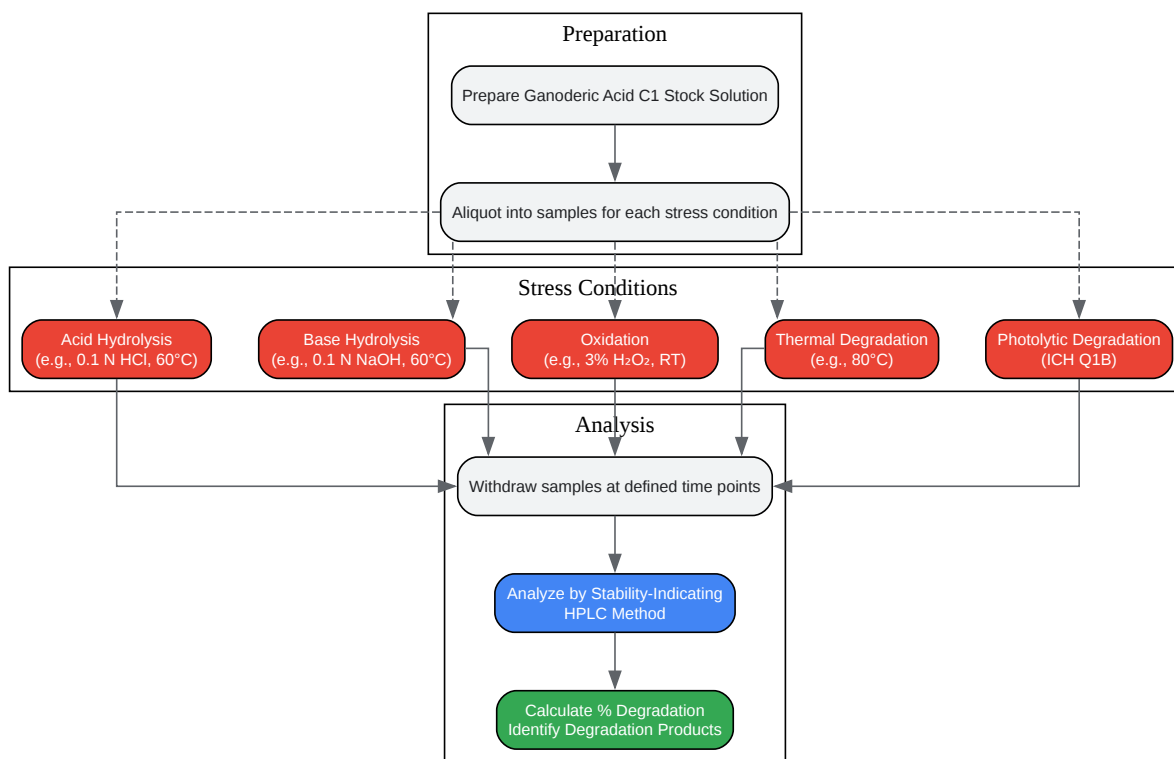 Preparation
Prepare Ganoderic Acid C1 Stock Solution
Aliquot into samples for each stress condition
Stress Conditions
Acid Hydrolysis
(e.g., 0.1 N HCl, 60°C)
Base Hydrolysis
(e.g., 0.1 N NaOH, 60°C)
Oxidation
(e.g., 3% H₂O₂, RT)
Thermal Degradation
(e.g., 80°C)
Photolytic Degradation
(ICH Q1B)
Analysis
Withdraw samples at defined time points
Analyze by Stability-Indicating
HPLC Method
Calculate % Degradation
Identify Degradation Products